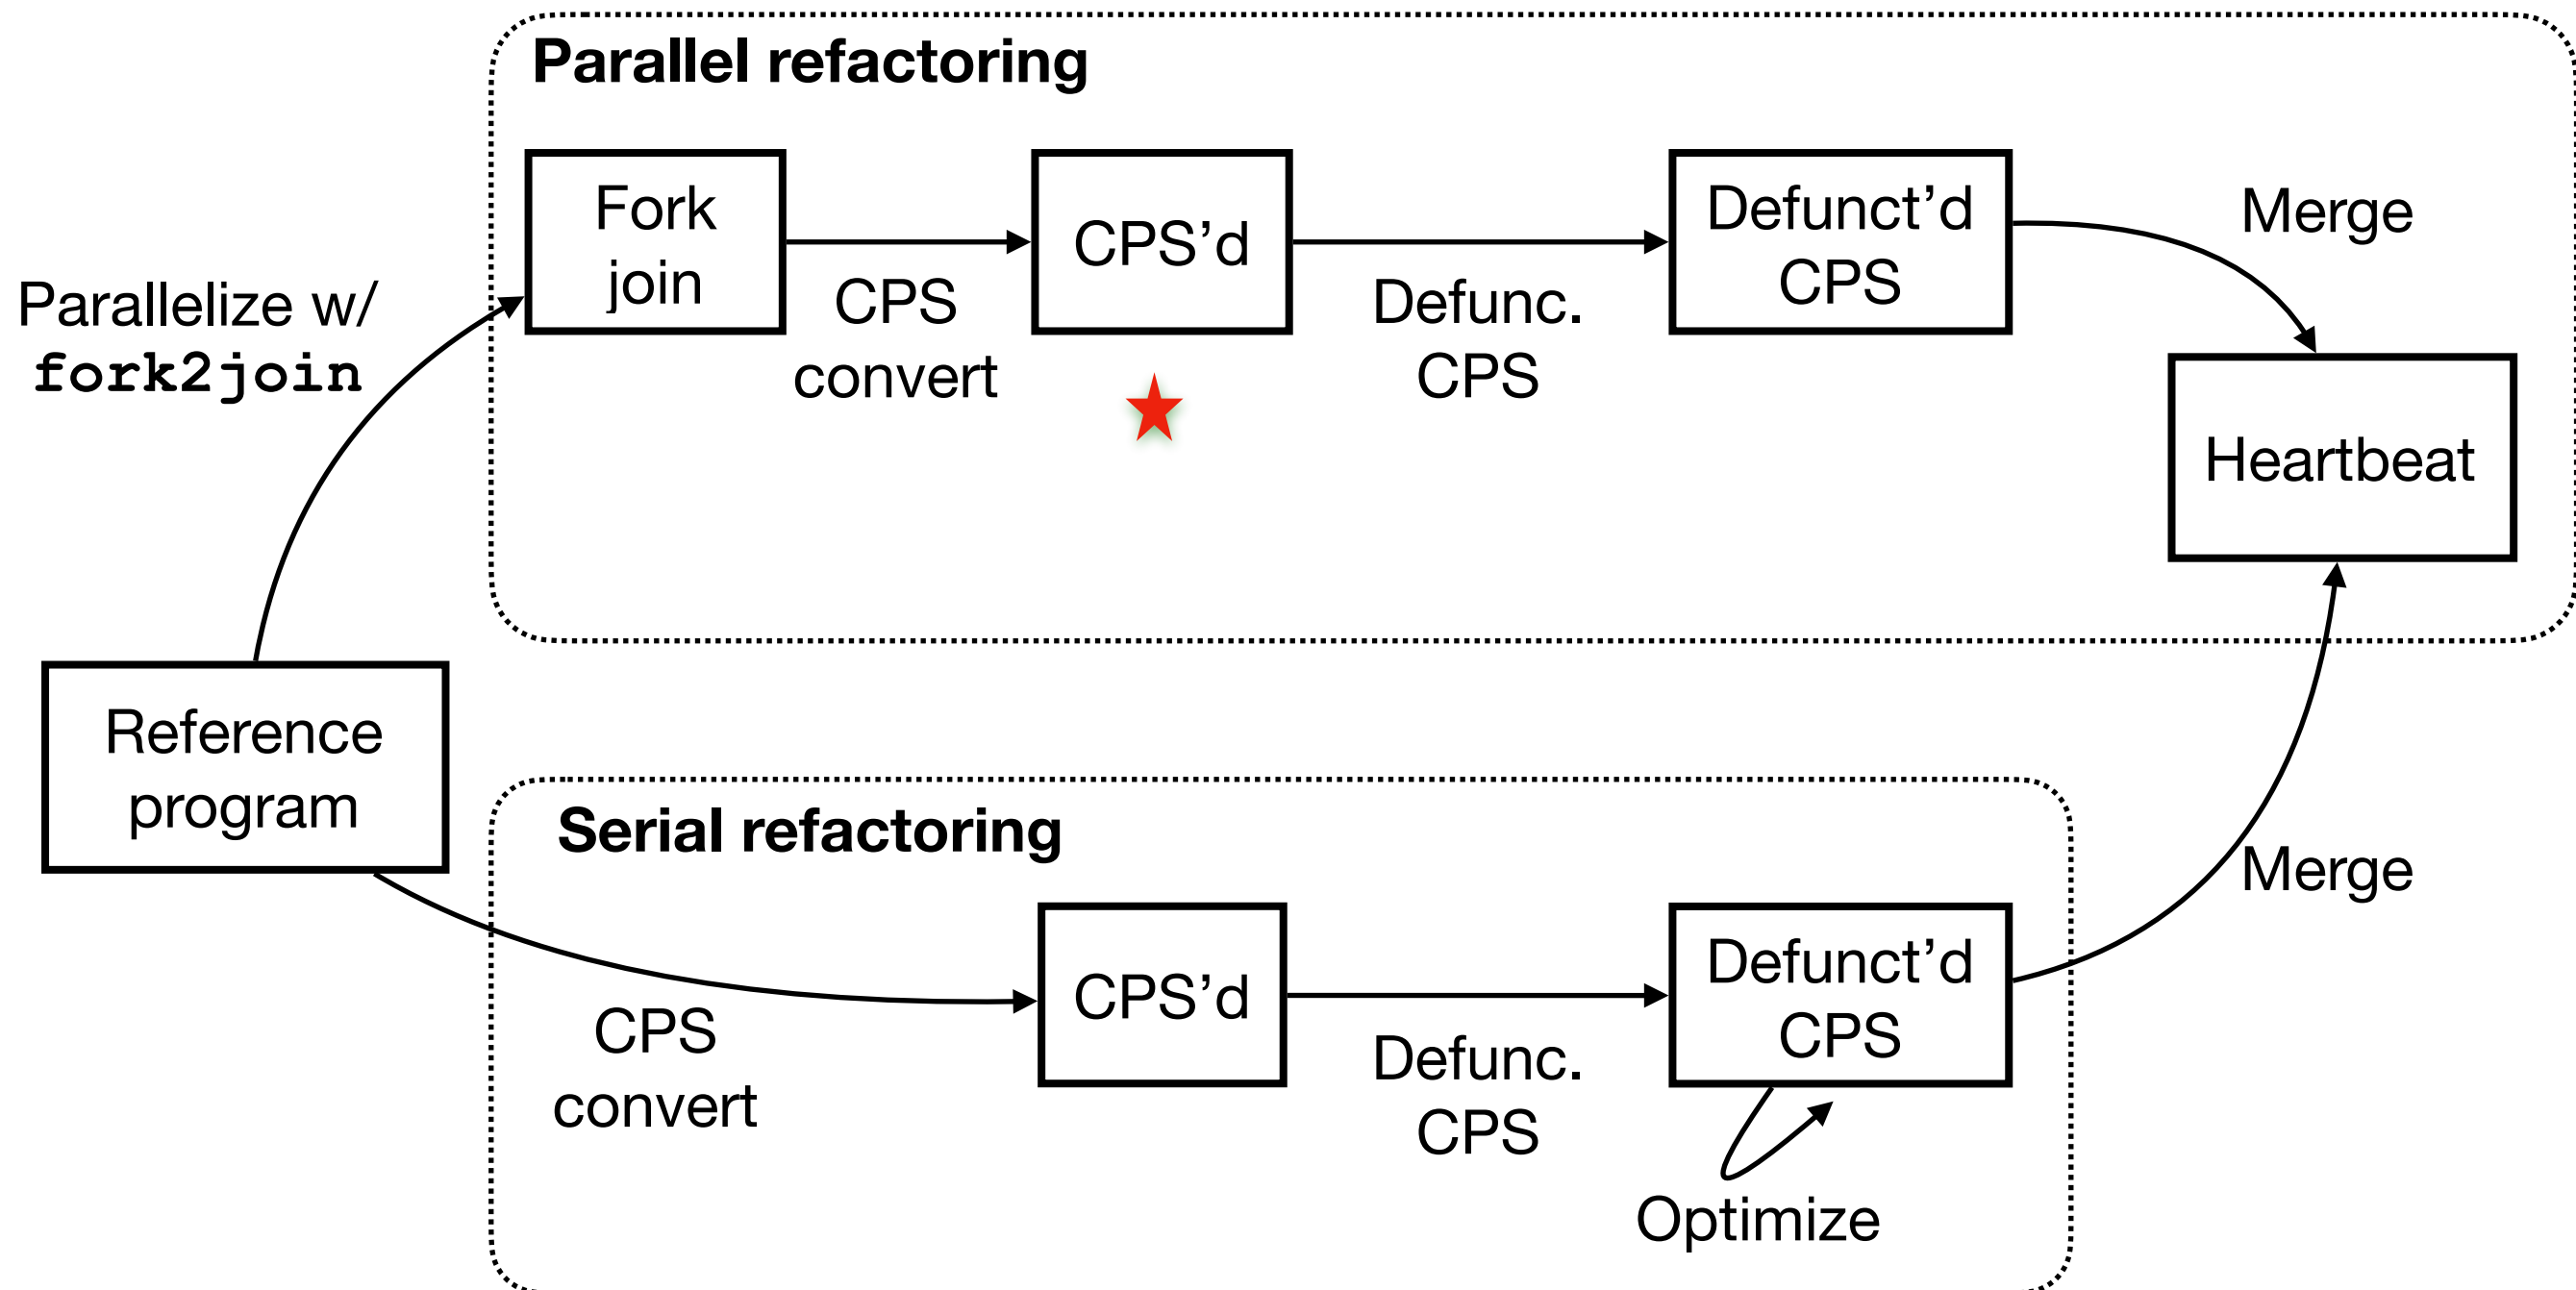 Parallel refactoring
Fork
join
CPS’d
Defunct’d
CPS
Merge
Parallelize w/
fork2join
CPS
convert
Defunc.
CPS
Heartbeat
Reference
program
Serial refactoring
Merge
CPS’d
Defunct’d
CPS
CPS
convert
Defunc.
CPS
Optimize